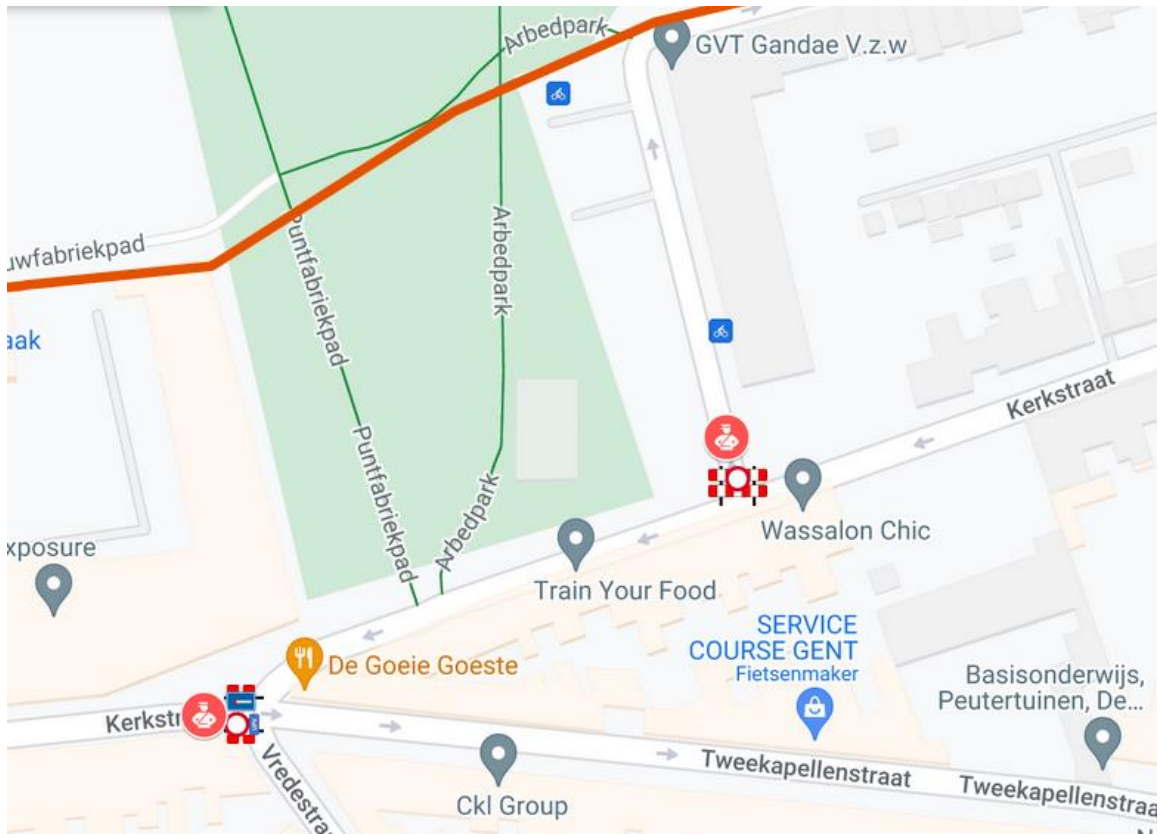 Arbedpark
GVT Gandae V.z.w
uwfabriekpad
Puntfabriekpad
Arbedpark
aak
Kerkstraat
Puntfabriekpad
Arbedpark
xposure
Wassalon Chic
Train Your Food
SERVICE
COURSE GENT
Fietsenmaker
De Goeie Goeste
Basisonderwijs,
Peutertuinen, De...
Kerkstr
Vredestraa
Tweekapellenstraat
Tweekapellenstraa
Ckl Group